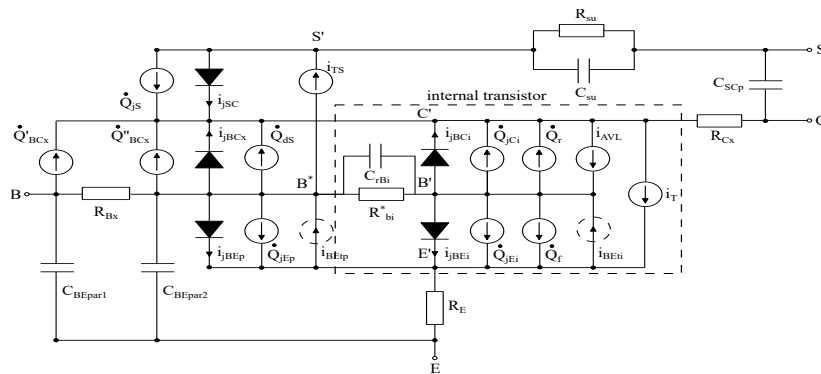 R_su
S'
S
i_TS
Q̇_jS
i_jSC
C_su
C_SCp
internal transistor
C'
C
Q̇'_BCx
Q̇''_BCx
i_jBCx
Q̇_dS
i_jBCi
Q̇_jCi
Q̇_r
i_AVL
R_Cx
C_rBi
B
B*
B'
R_Bx
R*_bi
i_T
i_jBEp
Q̇_jEp
i_BEtp
E'
i_jBEi
Q̇_jEi
Q̇_f
i_BEti
C_BEpar1
C_BEpar2
R_E
E